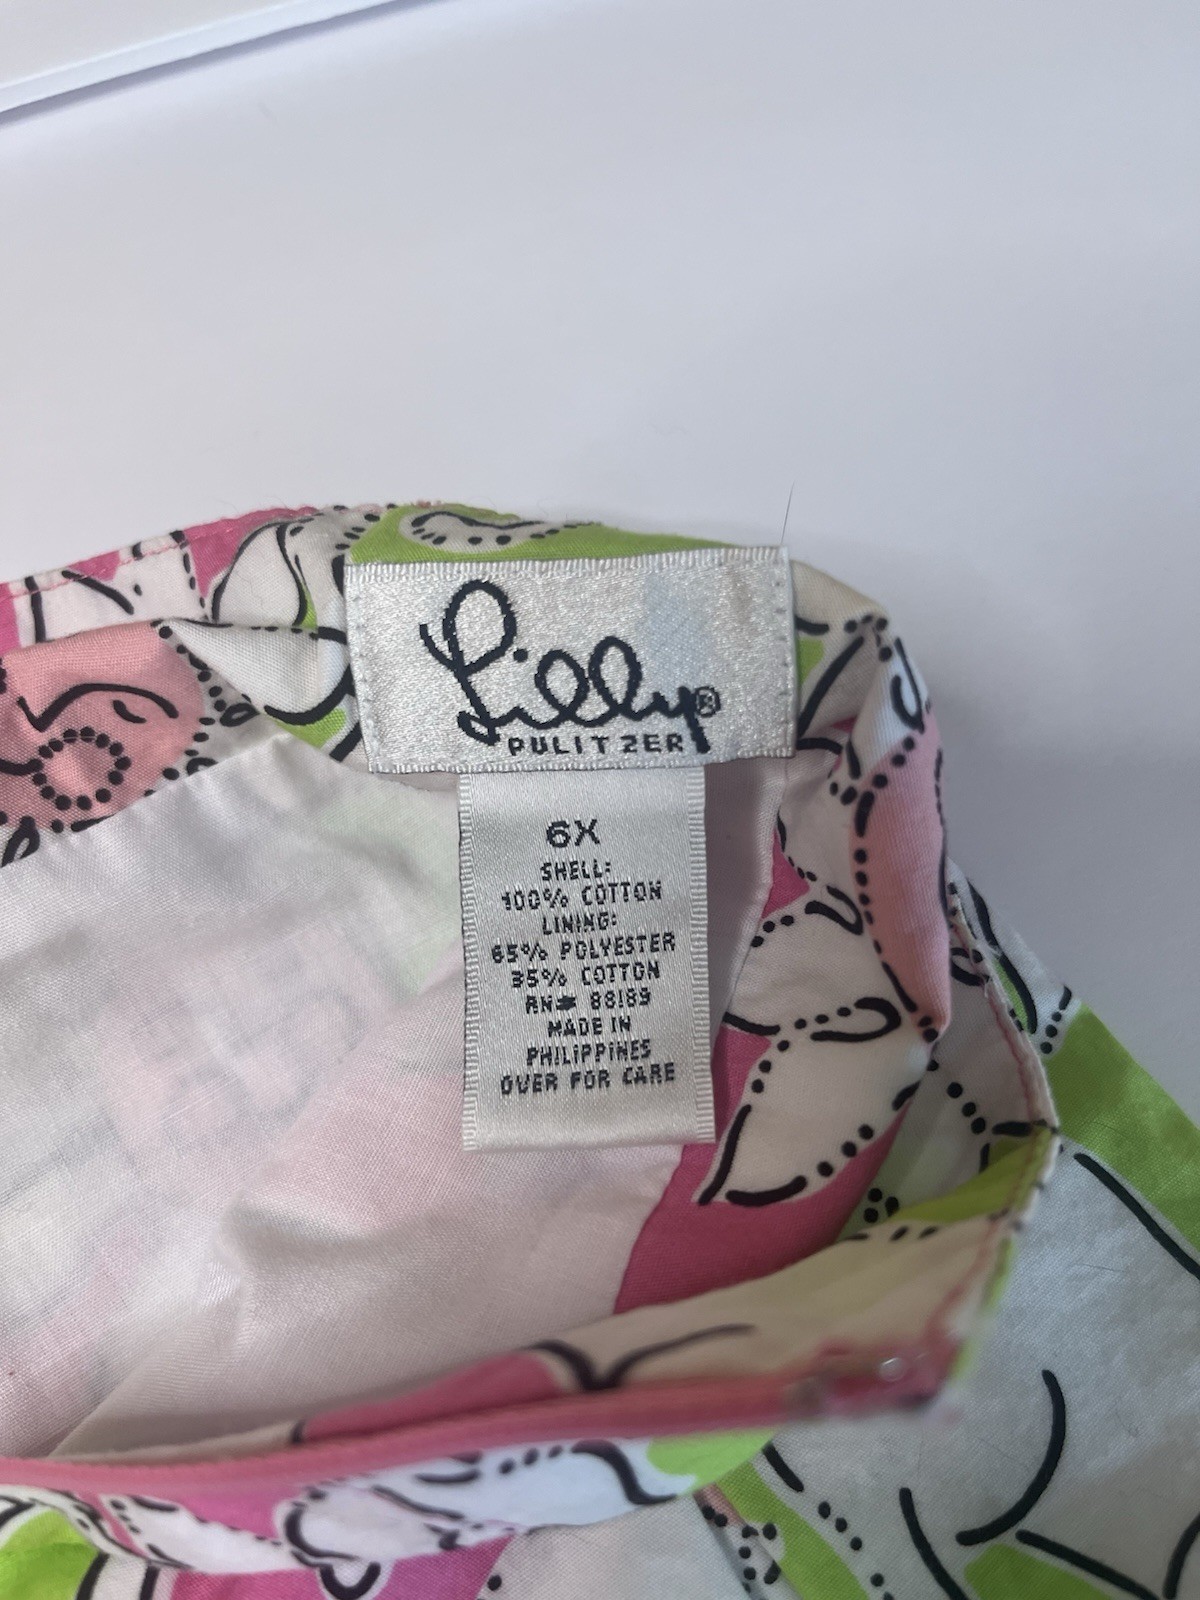 Lilly®
PULITZER
6X
SHELL:
100% COTTON
LINING:
65% POLYESTER
35% COTTON
RN# 88189
MADE IN
PHILIPPINES
OVER FOR CARE